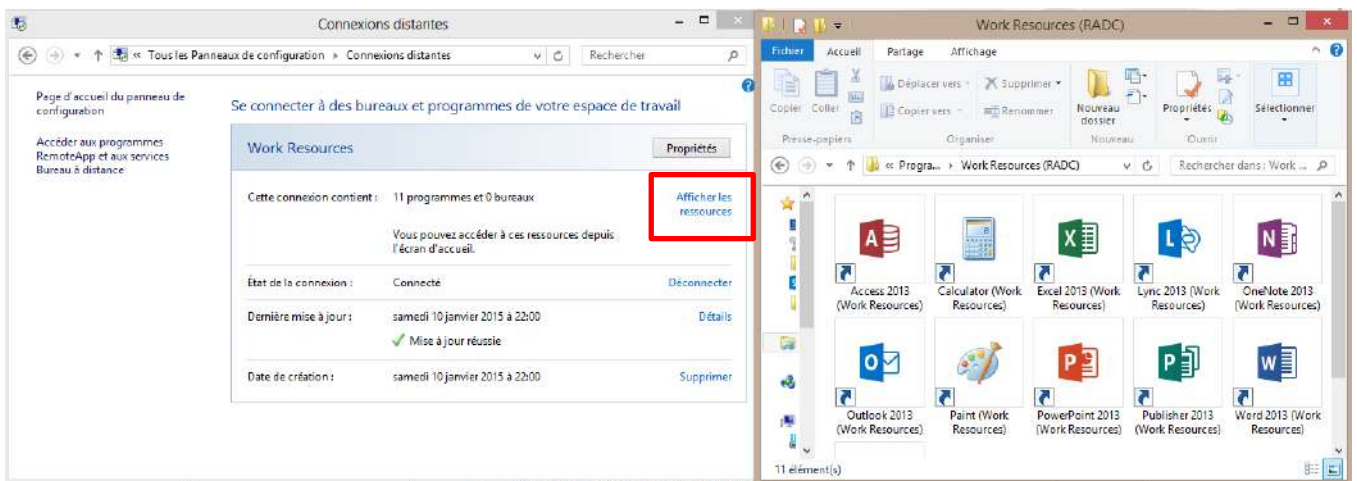 Connexions distantes
« Tous les Panneaux de configuration Connexions distantes
Rechercher
Page d'accueil du panneau de
configuration
Accéder aux programmes
RemoteApp et aux services
Bureau à distance
Se connecter à des bureaux et programmes de votre espace de travail
Work Resources
Propriétés
Cette connexion contient :
11 programmes et 0 bureaux
Afficher les
ressources
Vous pouvez accéder à ces ressources depuis
l'écran d'accueil.
État de la connexion :
Connecté
Déconnecter
Dernière mise à jour :
samedi 10 janvier 2015 à 22:00
Détails
Mise à jour réussie
Date de création :
samedi 10 janvier 2015 à 22:00
Supprimer
Work Resources (RADC)
Fichier
Accueil
Partage
Affichage
Copier
Coller
Déplacer vers
Supprimer
Copier vers
Renommer
Nouveau
dossier
Propriétés
Sélectionner
Presse-papiers
Organiser
Nouveau
Ouvrir
« Progra...
Work Resources (RADC)
Rechercher dans : Work ...
Access 2013
(Work Resources)
Calculator (Work
Resources)
Excel 2013 (Work
Resources)
Lync 2013 (Work
Resources)
OneNote 2013
(Work Resources)
Outlook 2013
(Work Resources)
Paint (Work
Resources)
PowerPoint 2013
(Work Resources)
Publisher 2013
(Work Resources)
Word 2013 (Work
Resources)
11 élément(s)